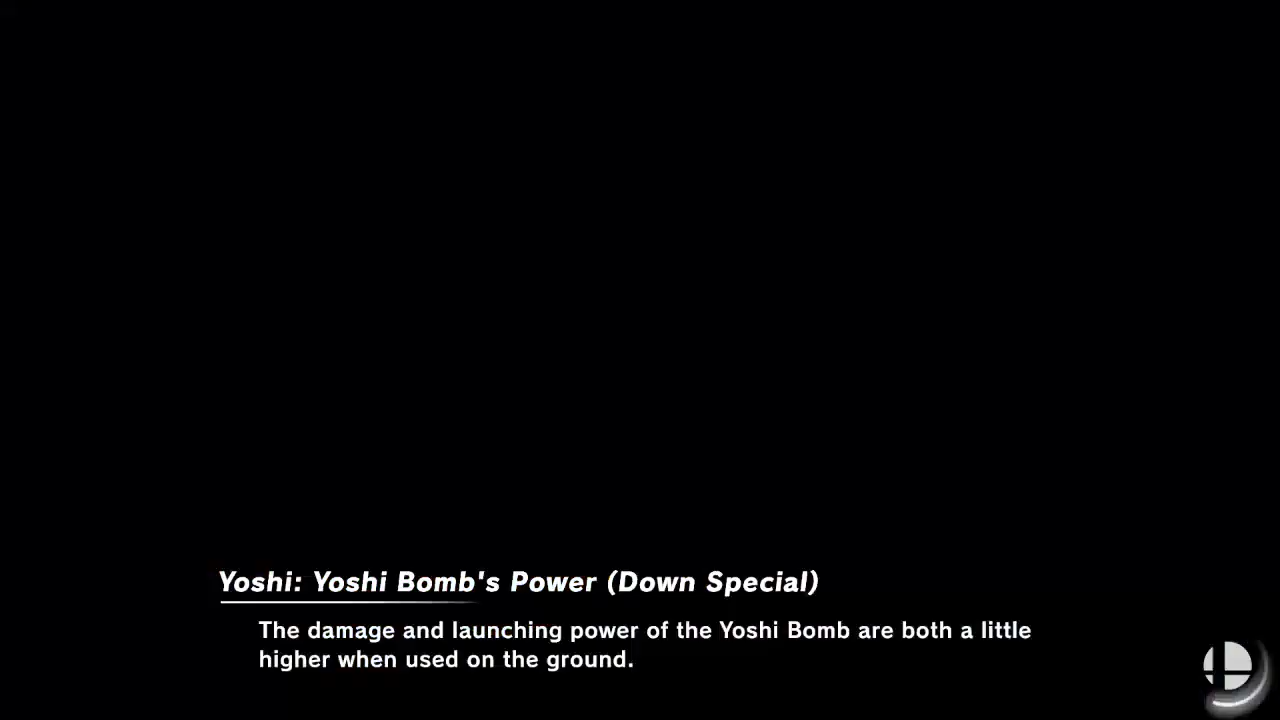 Yoshi: Yoshi Bomb's Power (Down Special)
The damage and launching power of the Yoshi Bomb are both a little
higher when used on the ground.